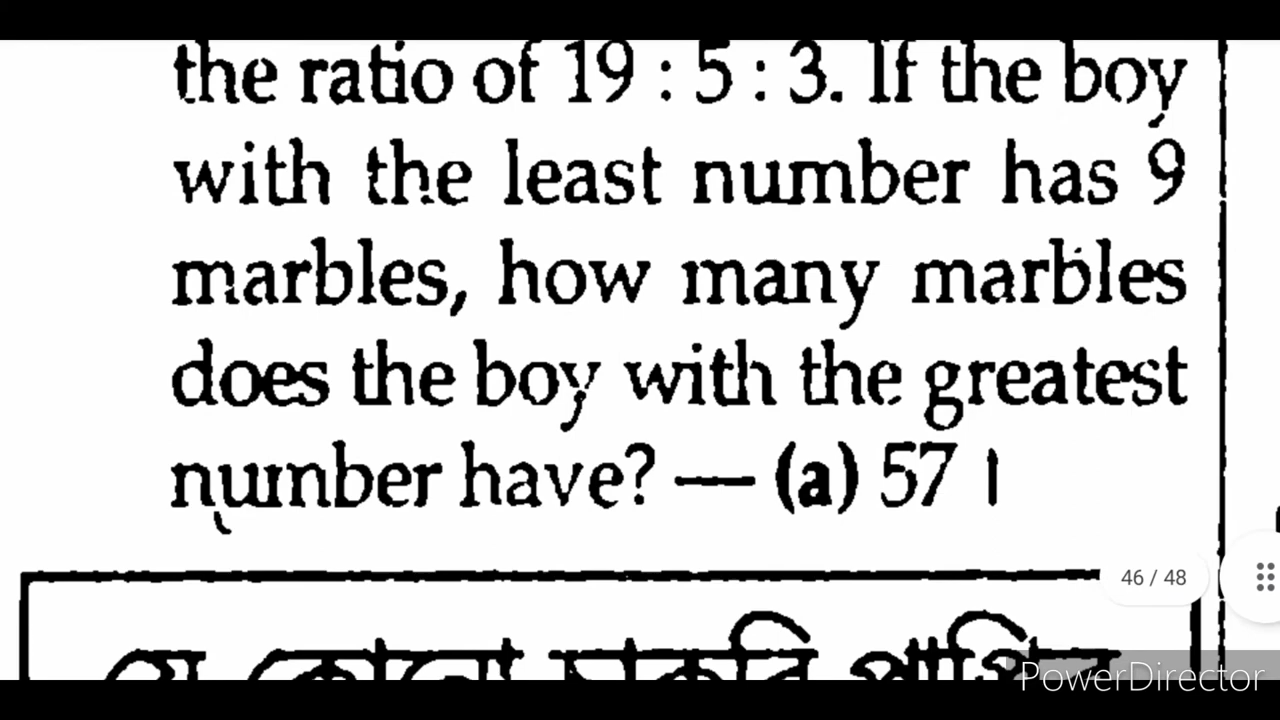 the ratio of 19 : 5 : 3. If the boy
with the least number has 9
marbles, how many marbles
does the boy with the greatest
number have? — (a) 57 ।
46 / 48
যে কোনো চাকরি
PowerDirector